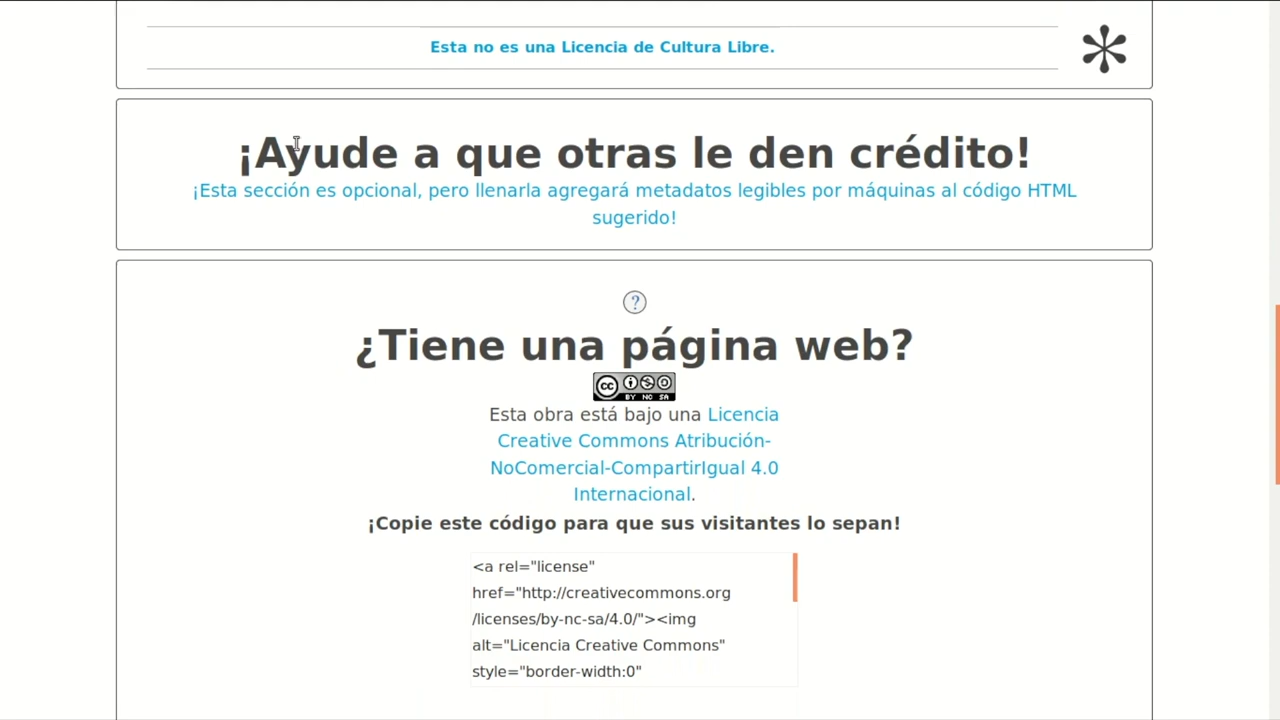 Esta no es una Licencia de Cultura Libre.
¡Ayude a que otras le den crédito!
¡Esta sección es opcional, pero llenarla agregará metadatos legibles por máquinas al código HTML
sugerido!
?
¿Tiene una página web?
cc BY NC SA
Esta obra está bajo una Licencia
Creative Commons Atribución-
NoComercial-CompartirIgual 4.0
Internacional.
¡Copie este código para que sus visitantes lo sepan!
<a rel="license"
href="http://creativecommons.org
/licenses/by-nc-sa/4.0/"><img
alt="Licencia Creative Commons"
style="border-width:0"